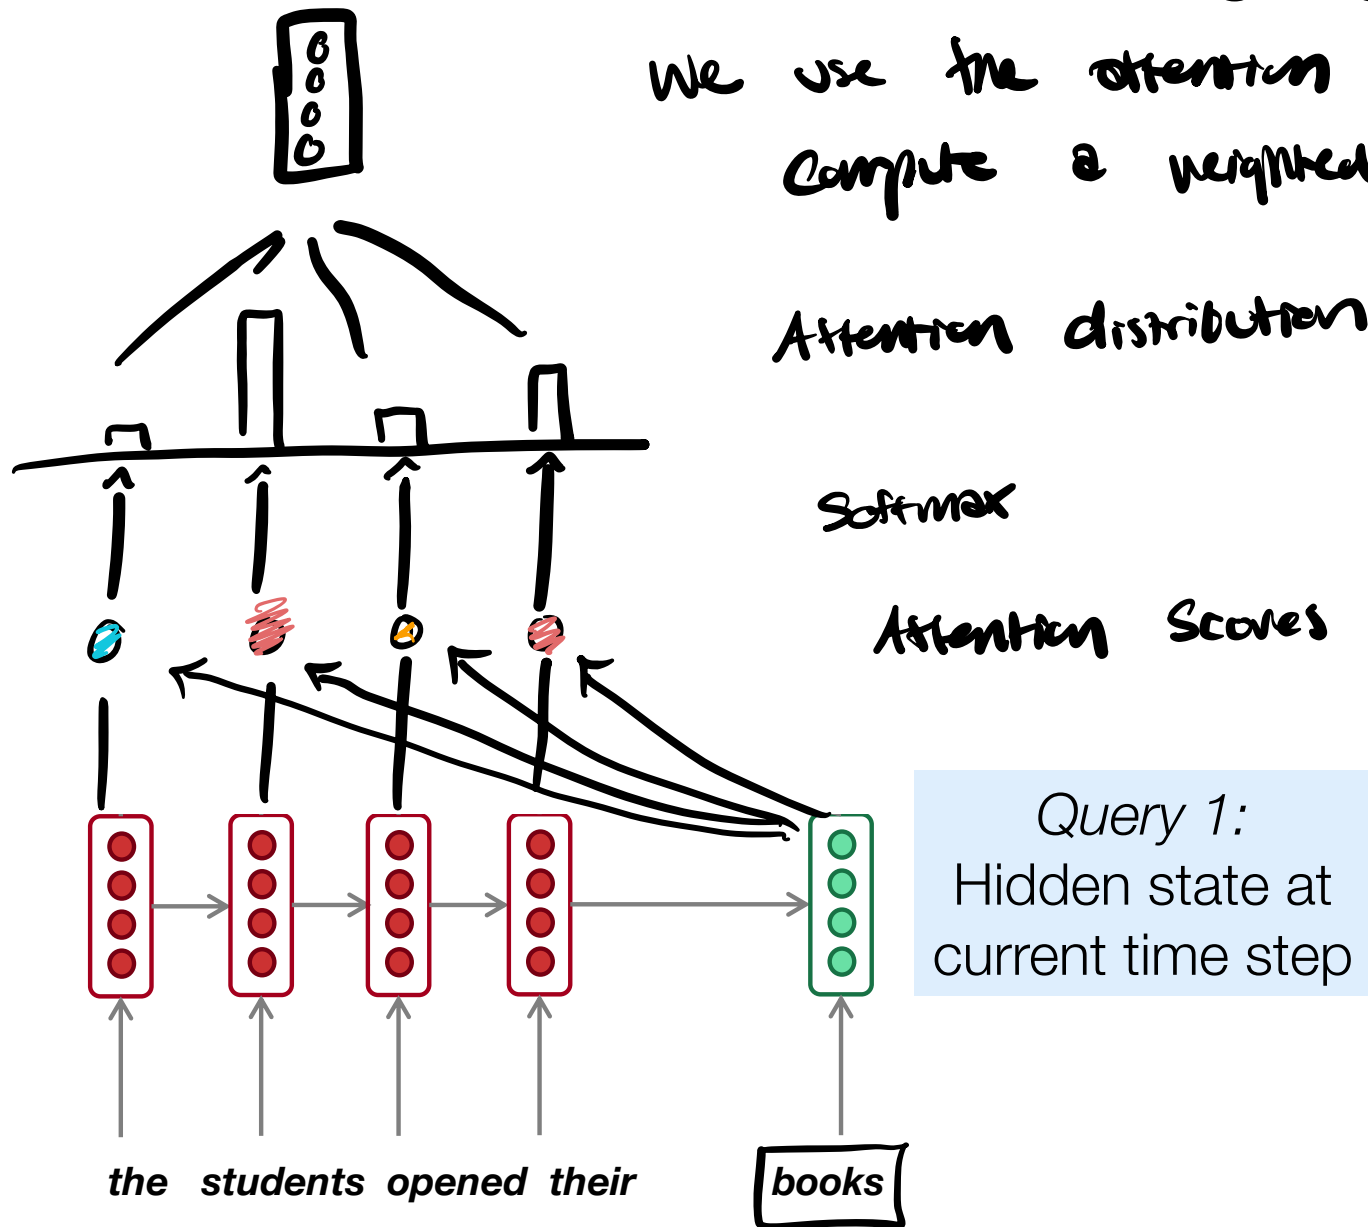 We use the attention
compute a weighted
Attention distribution
Softmax
Attention Scores
Query 1:
Hidden state at
current time step
the students opened their books